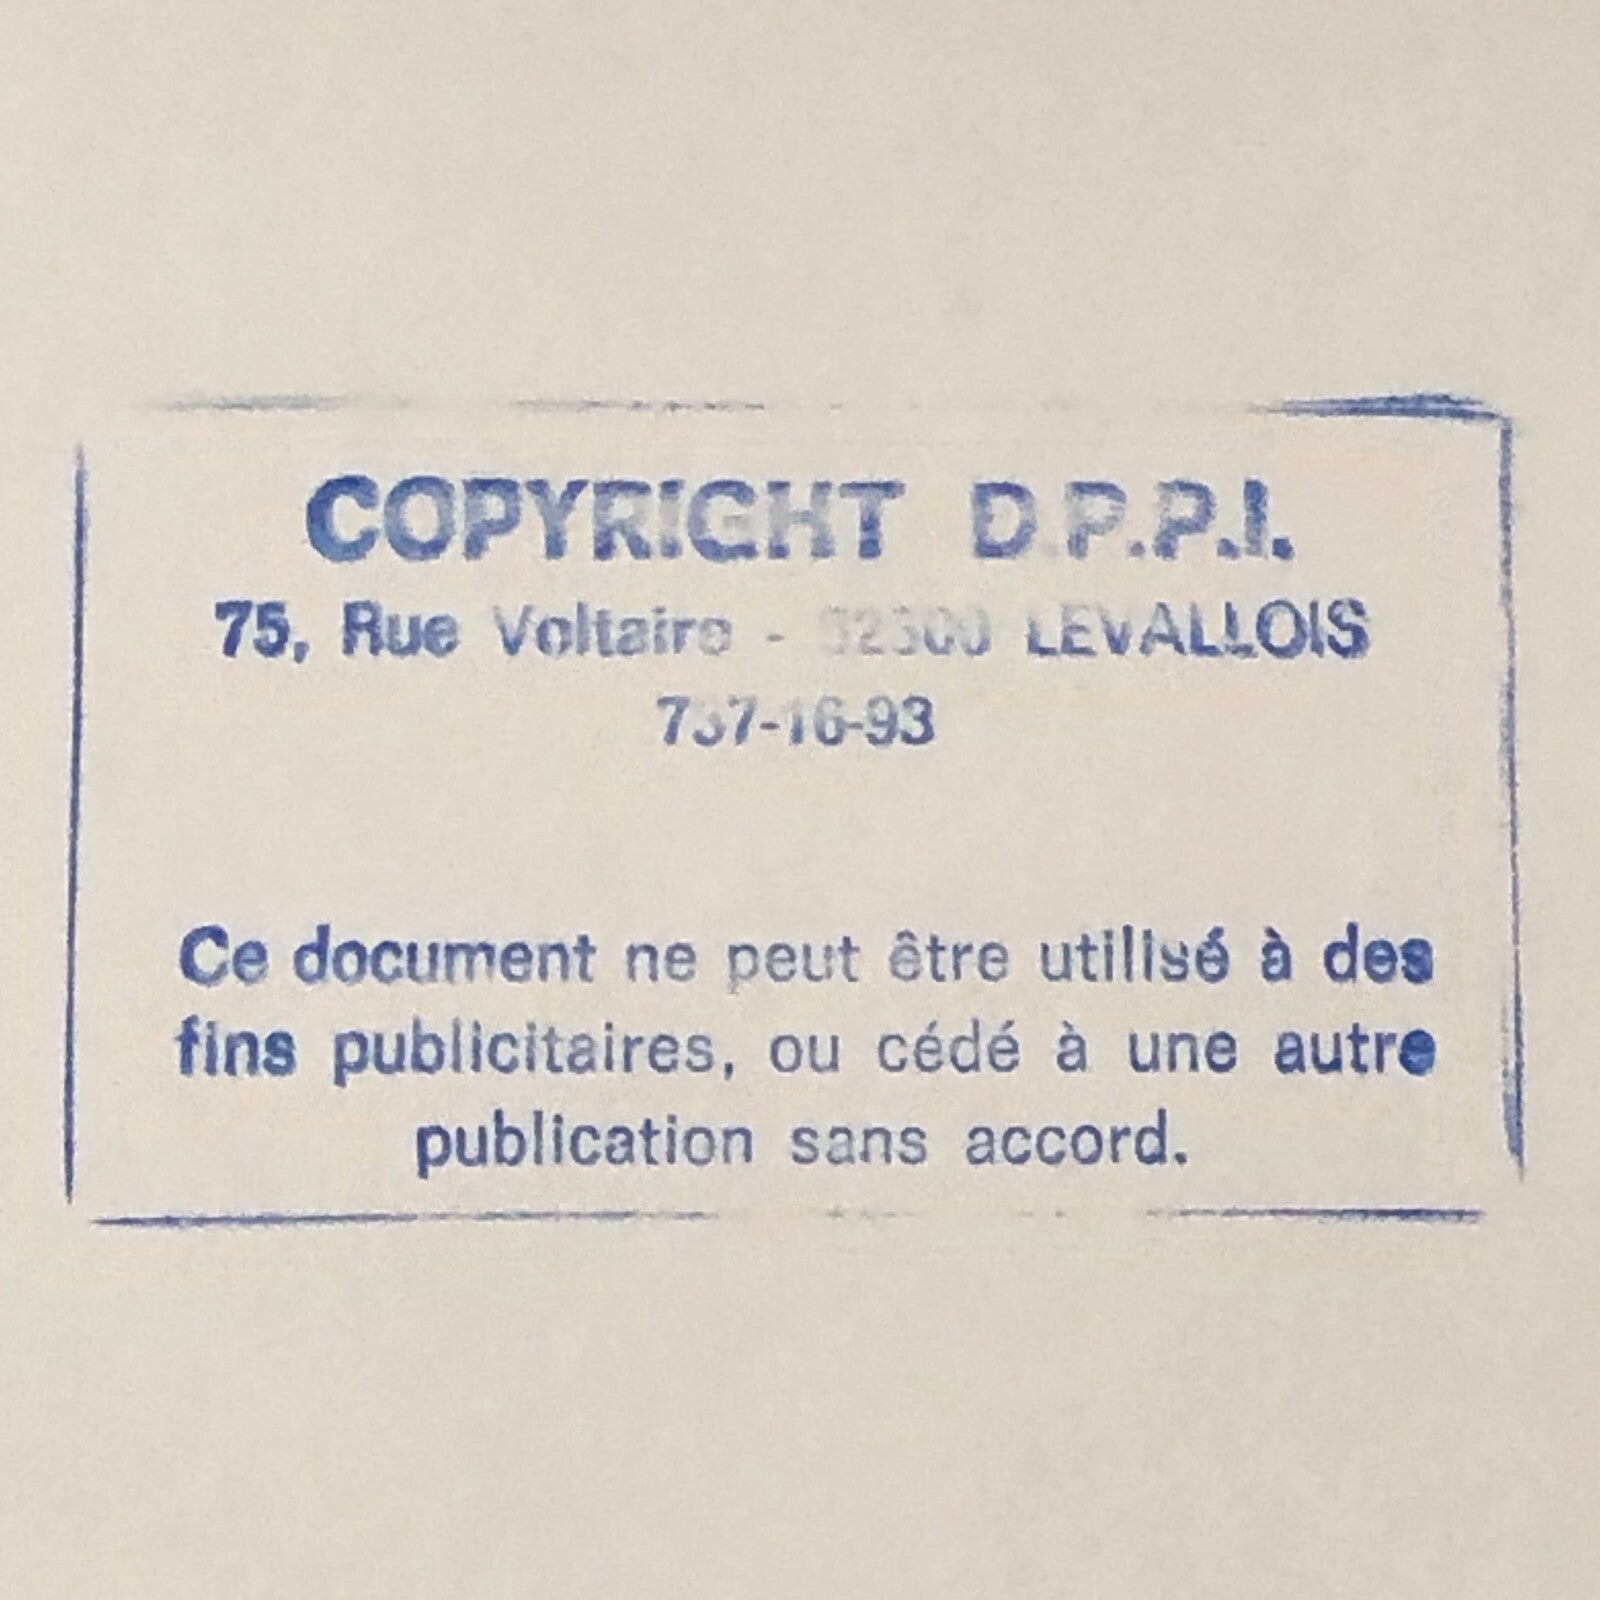 COPYRIGHT D.P.P.I.
75, Rue Voltaire - 92300 LEVALLOIS
737-16-93
Ce document ne peut être utilisé à des
fins publicitaires, ou cédé à une autre
publication sans accord.